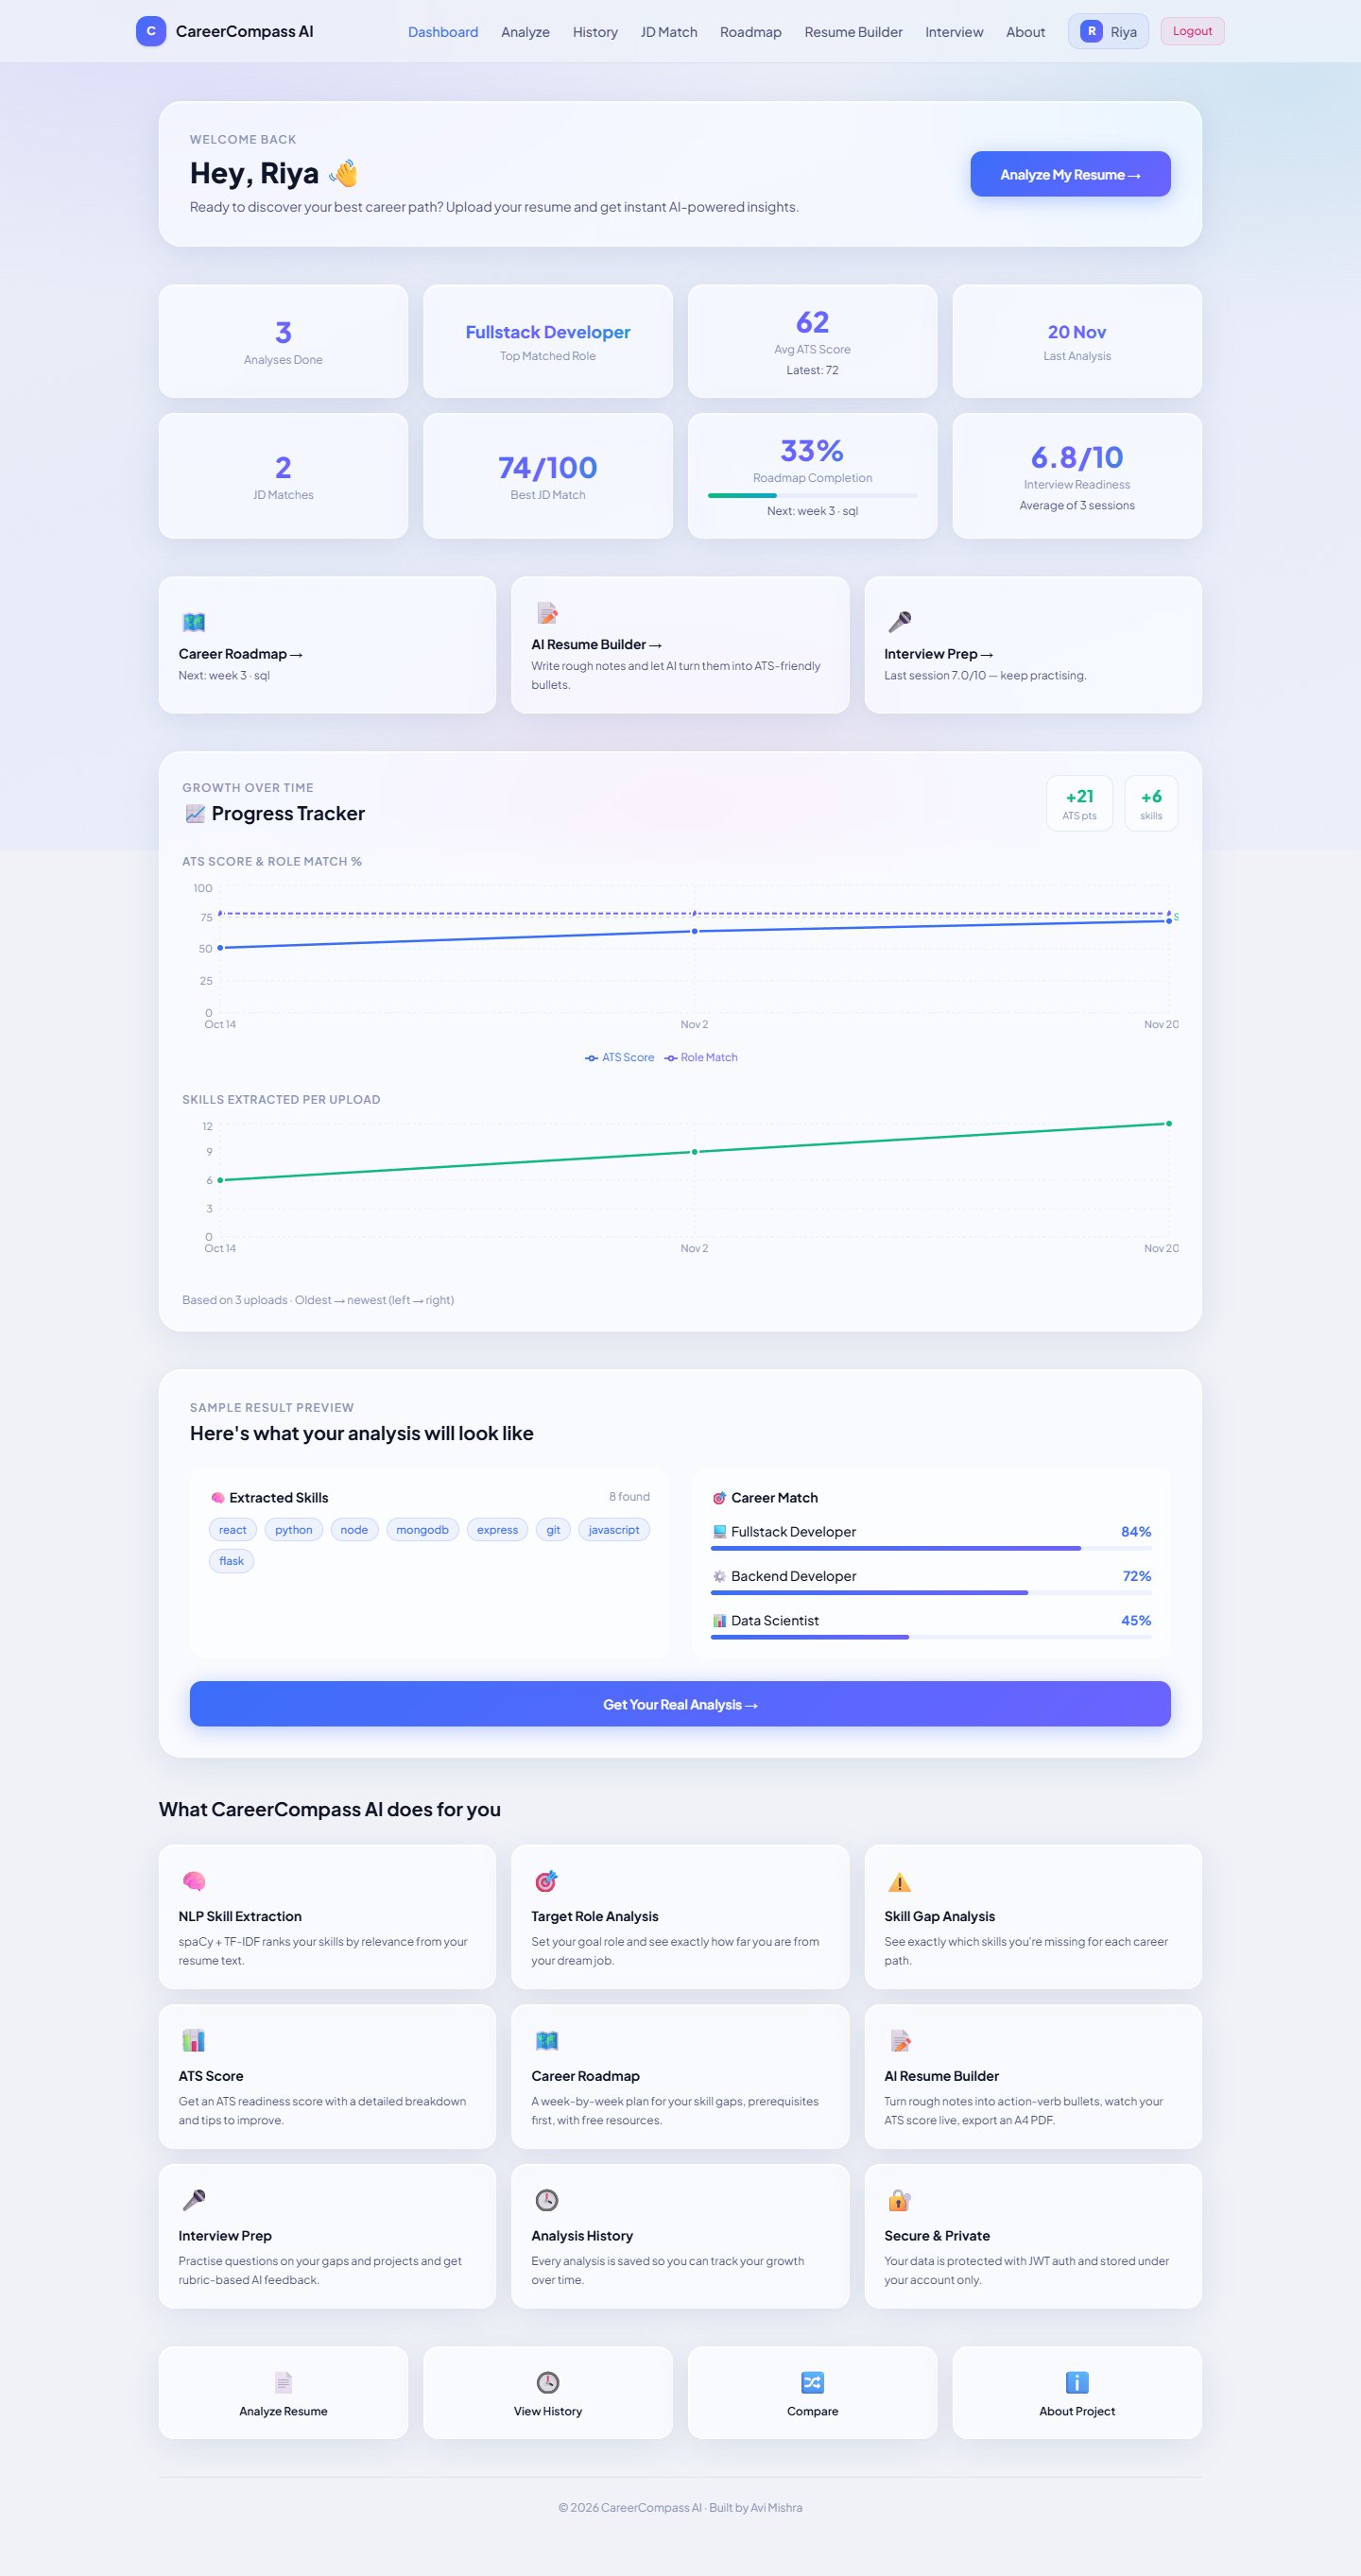 C CareerCompass AI Dashboard Analyze History JD Match Roadmap Resume Builder Interview About R Riya Logout
WELCOME BACK
Hey, Riya 👋
Ready to discover your best career path? Upload your resume and get instant AI-powered insights.
Analyze My Resume →
3
Analyses Done
Fullstack Developer
Top Matched Role
62
Avg ATS Score
Latest: 72
20 Nov
Last Analysis
2
JD Matches
74/100
Best JD Match
33%
Roadmap Completion
Next: week 3 · sql
6.8/10
Interview Readiness
Average of 3 sessions
Career Roadmap →
Next: week 3 · sql
AI Resume Builder →
Write rough notes and let AI turn them into ATS-friendly
bullets.
Interview Prep →
Last session 7.0/10 — keep practising.
GROWTH OVER TIME
📈 Progress Tracker
+21
ATS pts
+6
skills
ATS SCORE & ROLE MATCH %
100
75
50
25
0
S
Oct 14 Nov 2 Nov 20
ATS Score Role Match
SKILLS EXTRACTED PER UPLOAD
12
9
6
3
0
Oct 14 Nov 2 Nov 20
Based on 3 uploads · Oldest → newest (left → right)
SAMPLE RESULT PREVIEW
Here's what your analysis will look like
🧠 Extracted Skills 8 found
react python node mongodb express git javascript
flask
🎯 Career Match
Fullstack Developer 84%
Backend Developer 72%
Data Scientist 45%
Get Your Real Analysis →
What CareerCompass AI does for you
NLP Skill Extraction
spaCy + TF-IDF ranks your skills by relevance from your
resume text.
Target Role Analysis
Set your goal role and see exactly how far you are from
your dream job.
Skill Gap Analysis
See exactly which skills you're missing for each career
path.
ATS Score
Get an ATS readiness score with a detailed breakdown
and tips to improve.
Career Roadmap
A week-by-week plan for your skill gaps, prerequisites
first, with free resources.
AI Resume Builder
Turn rough notes into action-verb bullets, watch your
ATS score live, export an A4 PDF.
Interview Prep
Practise questions on your gaps and projects and get
rubric-based AI feedback.
Analysis History
Every analysis is saved so you can track your growth
over time.
Secure & Private
Your data is protected with JWT auth and stored under
your account only.
Analyze Resume
View History
Compare
About Project
© 2026 CareerCompass AI · Built by Avi Mishra